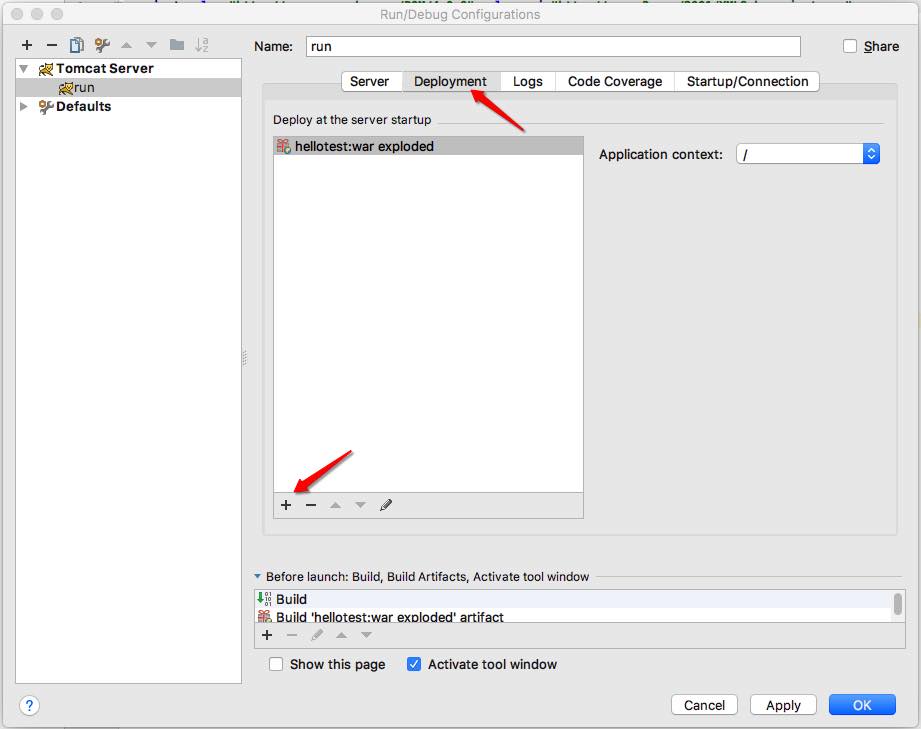 Run/Debug Configurations
Name: run Share
Tomcat Server
run
Defaults
Server Deployment Logs Code Coverage Startup/Connection
Deploy at the server startup
hellotest:war exploded
Application context: /
Before launch: Build, Build Artifacts, Activate tool window
Build
Build 'hellotest:war exploded' artifact
Show this page Activate tool window
? Cancel Apply OK